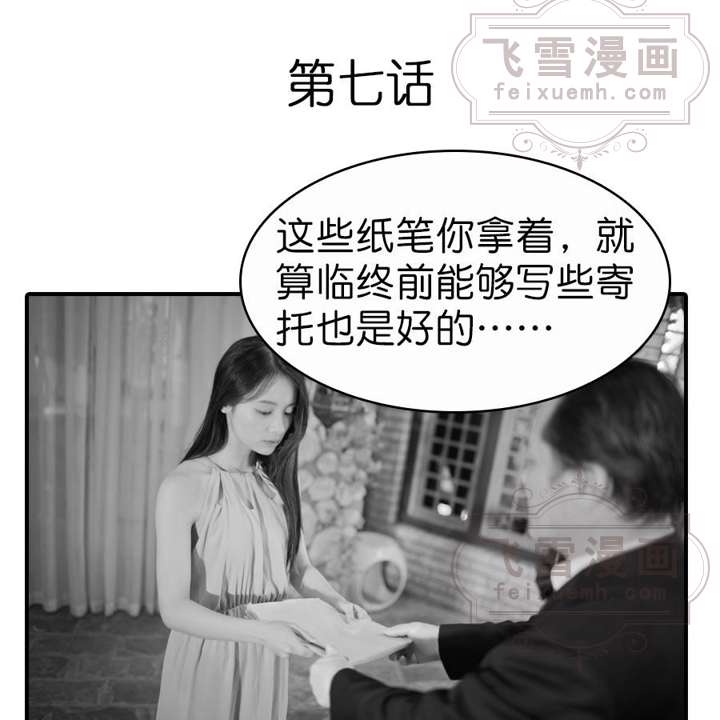 飞雪漫画
feixuemh.com
第七话
这些纸笔你拿着，就
算临终前能够写些寄
托也是好的……
飞雪漫画
feixuemh.com